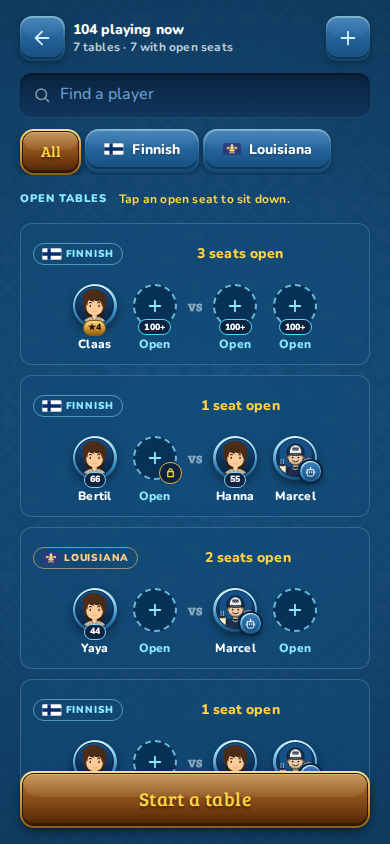 104 playing now
7 tables · 7 with open seats
Find a player
All
Finnish
Louisiana
OPEN TABLES Tap an open seat to sit down.
FINNISH
3 seats open
★4
100+
VS
100+
100+
Claas
Open
Open
Open
FINNISH
1 seat open
66
VS
55
Bertil
Open
Hanna
Marcel
LOUISIANA
2 seats open
44
VS
Yaya
Open
Marcel
Open
FINNISH
1 seat open
VS
Start a table